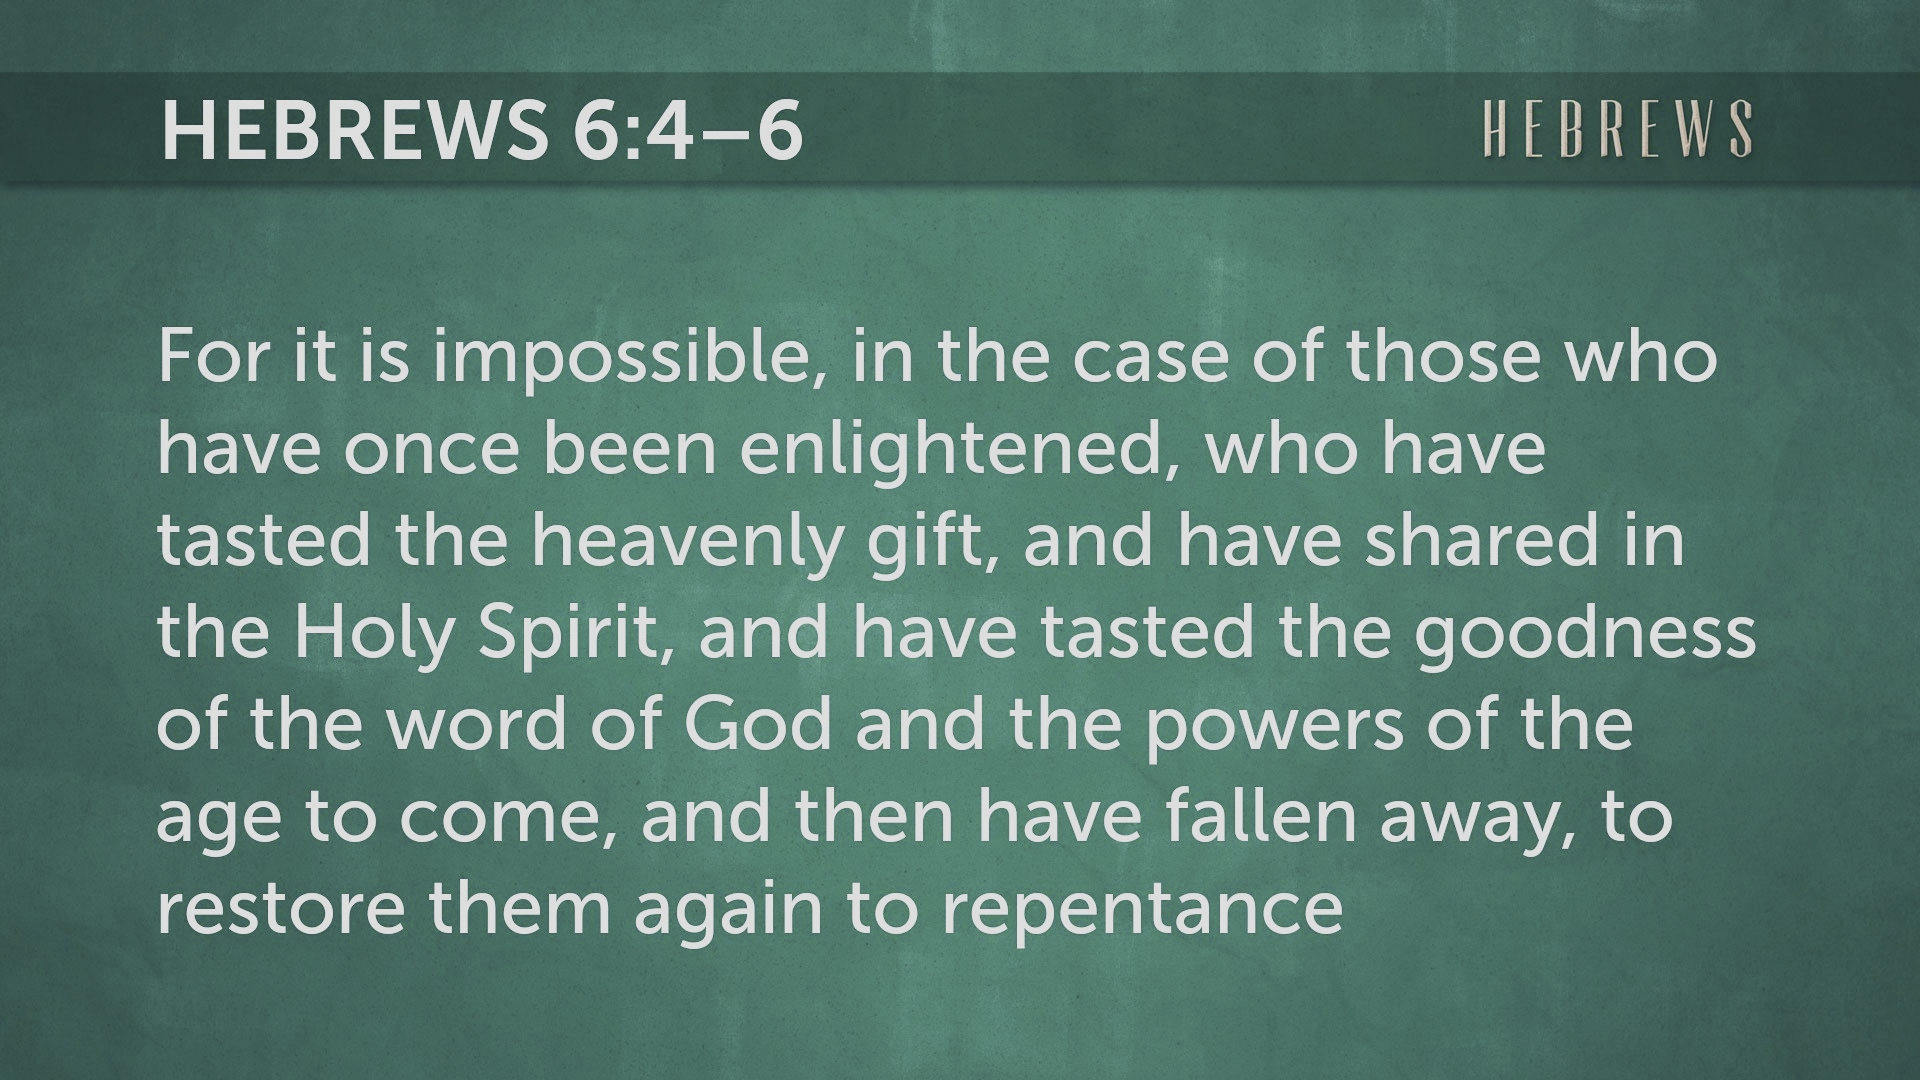 HEBREWS 6:4–6
HEBREWS
For it is impossible, in the case of those who
have once been enlightened, who have
tasted the heavenly gift, and have shared in
the Holy Spirit, and have tasted the goodness
of the word of God and the powers of the
age to come, and then have fallen away, to
restore them again to repentance